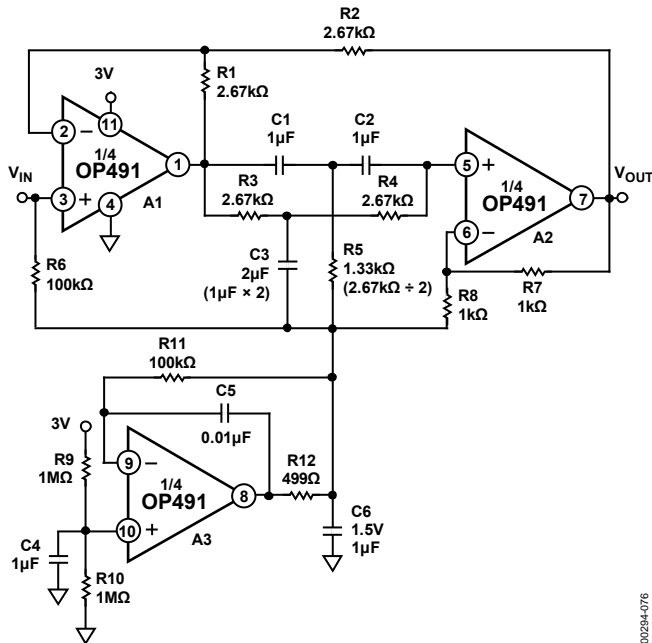 R2
2.67kΩ
3V
R1
2.67kΩ
C1
1μF
C2
1μF
2
−
11
1/4
OP491
1
VIN
3
+
4
A1
5
+
1/4
OP491
7
VOUT
6
−
A2
R3
2.67kΩ
R4
2.67kΩ
R6
100kΩ
C3
2μF
(1μF × 2)
R5
1.33kΩ
(2.67kΩ ÷ 2)
R8
1kΩ
R7
1kΩ
R11
100kΩ
C5
0.01μF
3V
R9
1MΩ
9
−
1/4
OP491
8
R12
499Ω
10
+
A3
C4
1μF
R10
1MΩ
C6
1.5V
1μF
00294-076